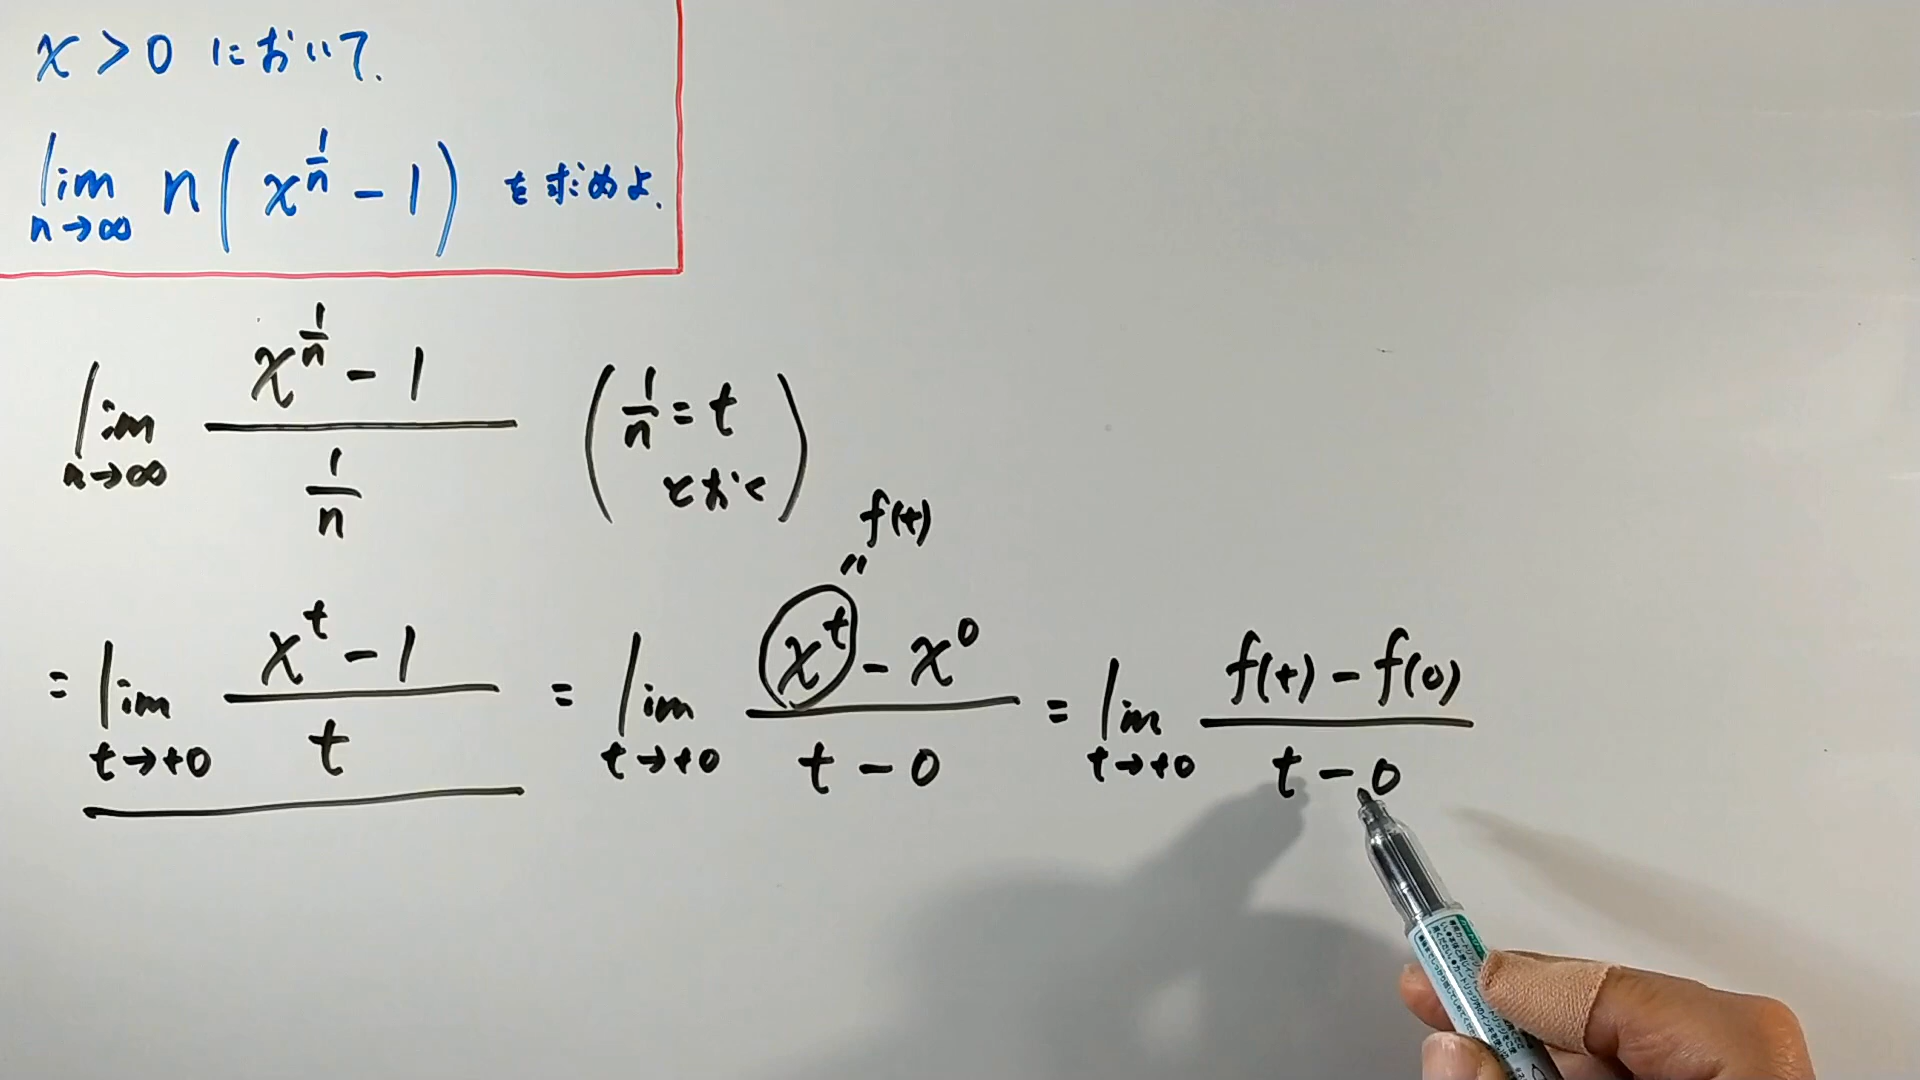 x > 0 において.
lim n→∞ n( x^{1/n} - 1 ) を求めよ.
lim n→∞ (x^{1/n} - 1) / (1/n) ( 1/n = t とおく )
f(t)
〃
= lim t→+0 (x^t - 1) / t = lim t→+0 (x^t - x^0) / (t - 0) = lim t→+0 (f(t) - f(0)) / (t - 0)